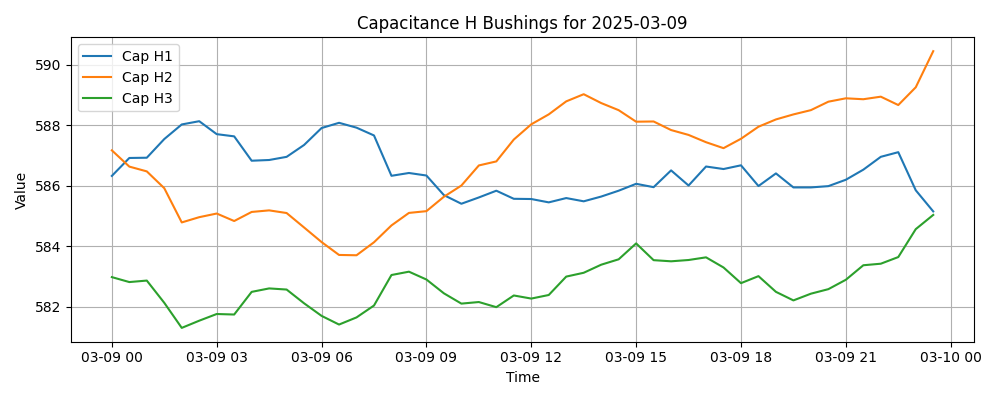 Capacitance H Bushings for 2025-03-09
Cap H1
Cap H2
Cap H3
Value
590
588
586
584
582
03-09 00
03-09 03
03-09 06
03-09 09
03-09 12
03-09 15
03-09 18
03-09 21
03-10 00
Time